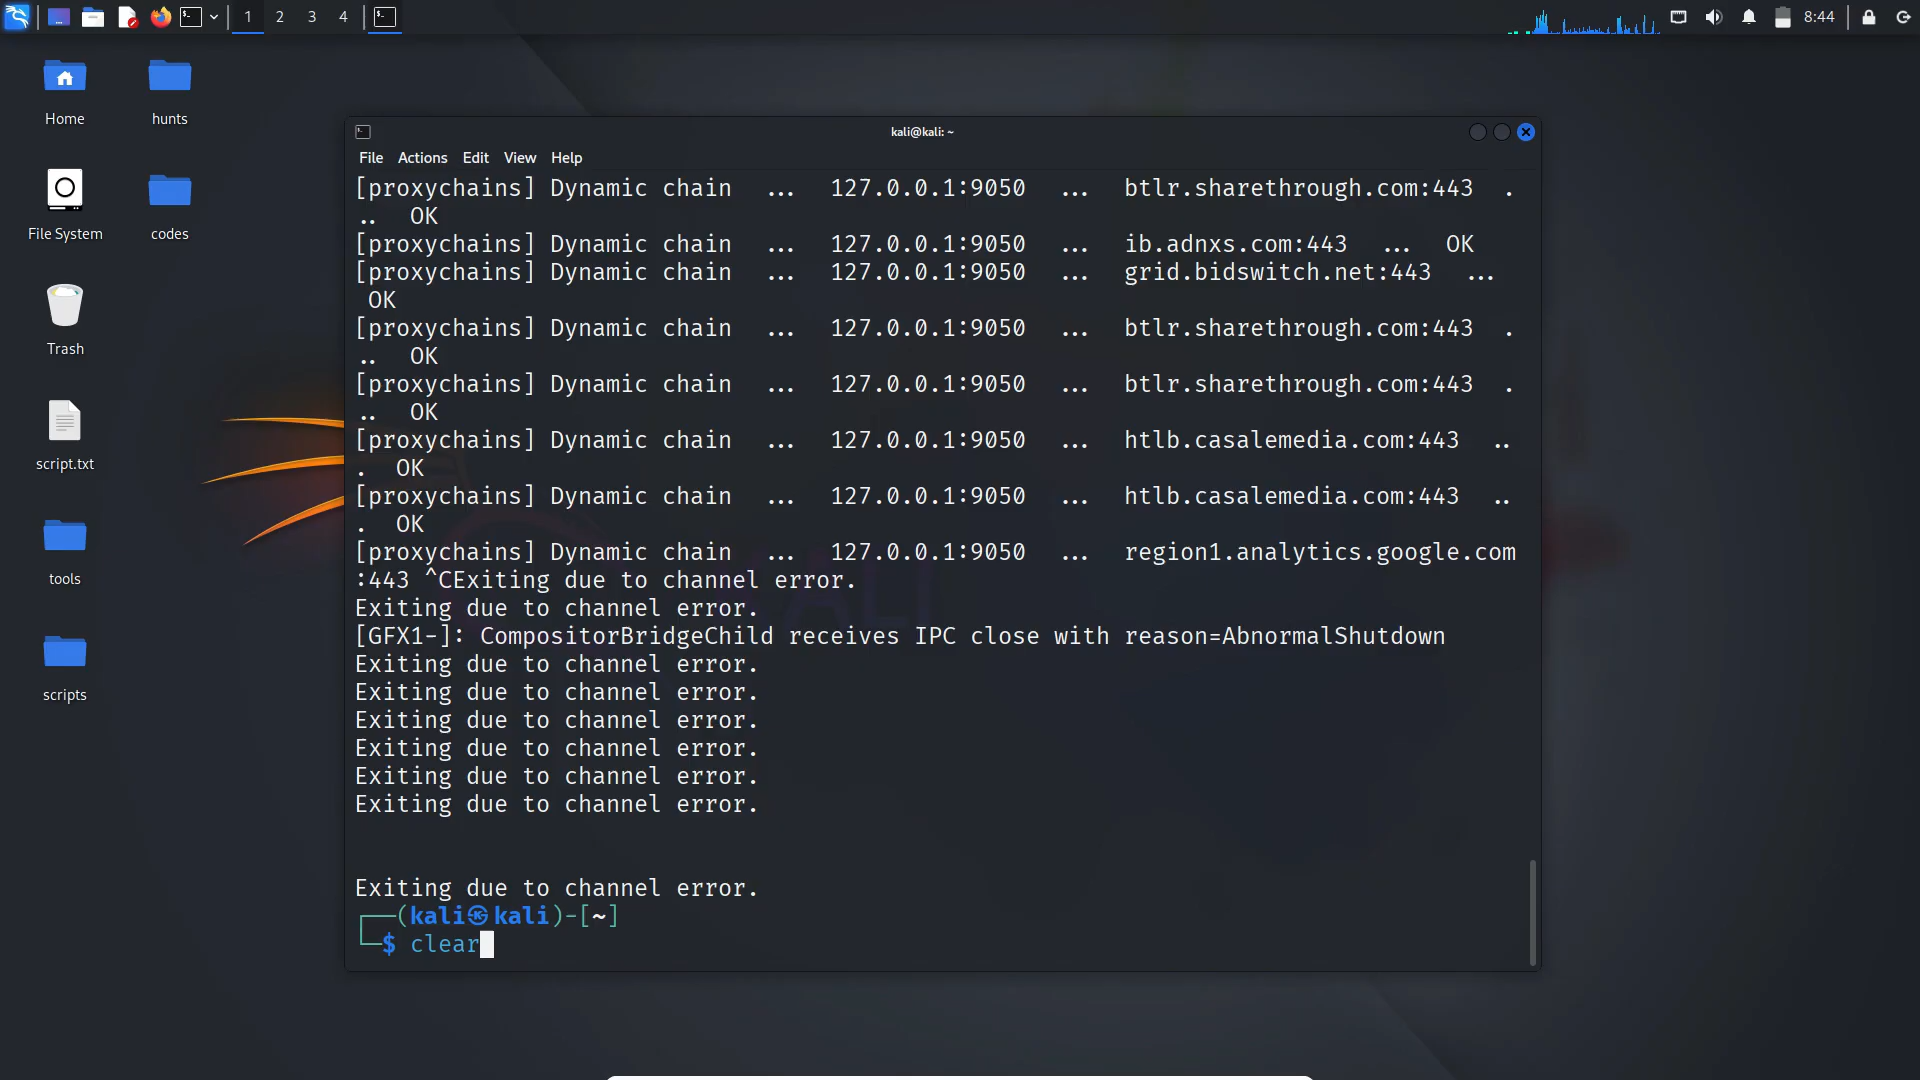 1 2 3 4
8:44
Home
hunts
File System
codes
Trash
script.txt
tools
scripts
kali@kali: ~
File Actions Edit View Help
[proxychains] Dynamic chain ... 127.0.0.1:9050 ... btlr.sharethrough.com:443 .
.. OK
[proxychains] Dynamic chain ... 127.0.0.1:9050 ... ib.adnxs.com:443 ... OK
[proxychains] Dynamic chain ... 127.0.0.1:9050 ... grid.bidswitch.net:443 ...
OK
[proxychains] Dynamic chain ... 127.0.0.1:9050 ... btlr.sharethrough.com:443 .
.. OK
[proxychains] Dynamic chain ... 127.0.0.1:9050 ... btlr.sharethrough.com:443 .
.. OK
[proxychains] Dynamic chain ... 127.0.0.1:9050 ... htlb.casalemedia.com:443 ..
. OK
[proxychains] Dynamic chain ... 127.0.0.1:9050 ... htlb.casalemedia.com:443 ..
. OK
[proxychains] Dynamic chain ... 127.0.0.1:9050 ... region1.analytics.google.com
:443 ^CExiting due to channel error.
Exiting due to channel error.
[GFX1-]: CompositorBridgeChild receives IPC close with reason=AbnormalShutdown
Exiting due to channel error.
Exiting due to channel error.
Exiting due to channel error.
Exiting due to channel error.
Exiting due to channel error.
Exiting due to channel error.
Exiting due to channel error.
┌──(kali㉿kali)-[~]
└─$ clear